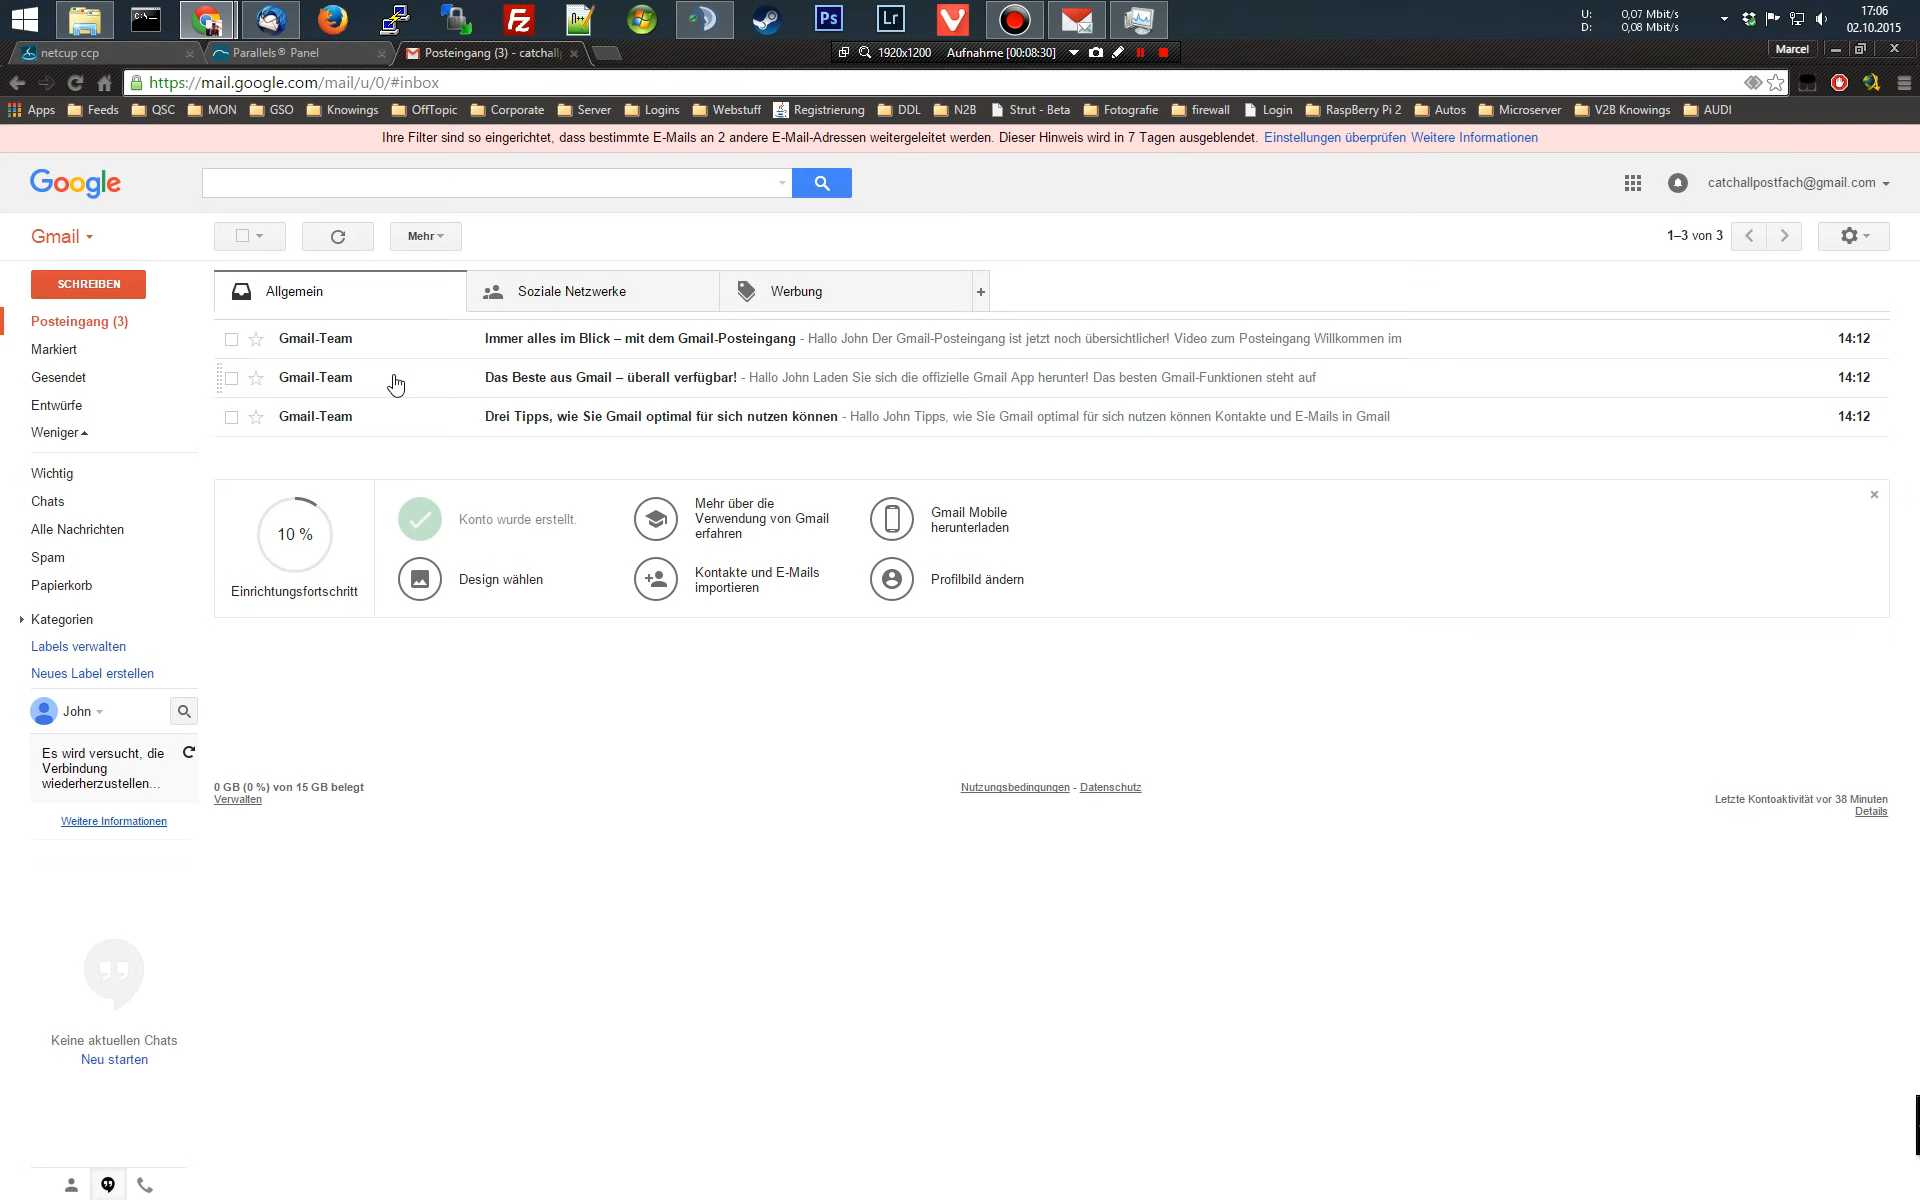 C:\_
Fz
Ps
Lr
U: 0,07 Mbit/s
D: 0,08 Mbit/s
17:06
02.10.2015
netcup ccp
Parallels® Panel
Posteingang (3) - catchall
1920x1200 Aufnahme [00:08:30]
Marcel
https://mail.google.com/mail/u/0/#inbox
Apps Feeds QSC MON GSO Knowings OffTopic Corporate Server Logins Webstuff Registrierung DDL N2B Strut - Beta Fotografie firewall Login RaspBerry Pi 2 Autos Microserver V2B Knowings AUDI
Ihre Filter sind so eingerichtet, dass bestimmte E-Mails an 2 andere E-Mail-Adressen weitergeleitet werden. Dieser Hinweis wird in 7 Tagen ausgeblendet. Einstellungen überprüfen Weitere Informationen
Google
catchallpostfach@gmail.com
Gmail
Mehr
1–3 von 3
SCHREIBEN
Posteingang (3)
Markiert
Gesendet
Entwürfe
Weniger
Wichtig
Chats
Alle Nachrichten
Spam
Papierkorb
Kategorien
Labels verwalten
Neues Label erstellen
John
Es wird versucht, die
Verbindung
wiederherzustellen...
Weitere Informationen
Keine aktuellen Chats
Neu starten
Allgemein
Soziale Netzwerke
Werbung
+
Gmail-Team Immer alles im Blick – mit dem Gmail-Posteingang - Hallo John Der Gmail-Posteingang ist jetzt noch übersichtlicher! Video zum Posteingang Willkommen im 14:12
Gmail-Team Das Beste aus Gmail – überall verfügbar! - Hallo John Laden Sie sich die offizielle Gmail App herunter! Das besten Gmail-Funktionen steht auf 14:12
Gmail-Team Drei Tipps, wie Sie Gmail optimal für sich nutzen können - Hallo John Tipps, wie Sie Gmail optimal für sich nutzen können Kontakte und E-Mails in Gmail 14:12
10 %
Einrichtungsfortschritt
Konto wurde erstellt.
Mehr über die
Verwendung von Gmail
erfahren
Gmail Mobile
herunterladen
Design wählen
Kontakte und E-Mails
importieren
Profilbild ändern
0 GB (0 %) von 15 GB belegt
Verwalten
Nutzungsbedingungen - Datenschutz
Letzte Kontoaktivität vor 38 Minuten
Details